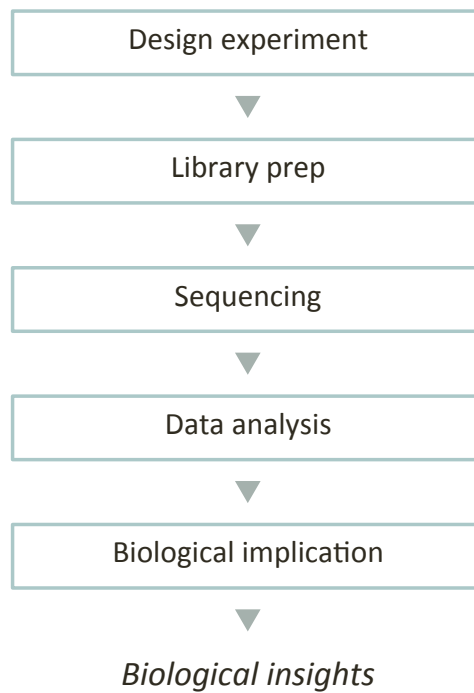 Design experiment
Library prep
Sequencing
Data analysis
Biological implication
Biological insights